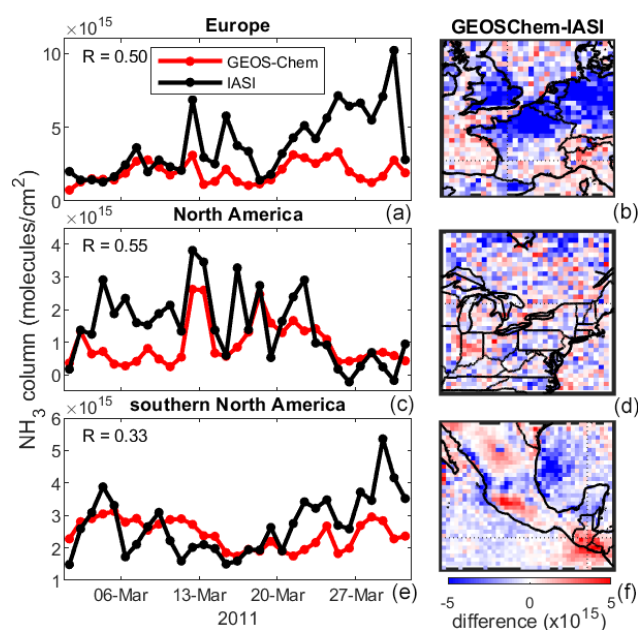 Europe
GEOSChem-IASI
×10^15
10
5
0
R = 0.50
GEOS-Chem
IASI
(a)
(b)
North America
×10^15
4
3
2
1
0
R = 0.55
(c)
(d)
southern North America
×10^15
6
5
4
3
2
1
R = 0.33
(e)
(f)
NH3 column (molecules/cm^2)
06-Mar
13-Mar
20-Mar
27-Mar
2011
-5
0
5
difference (x10^15)